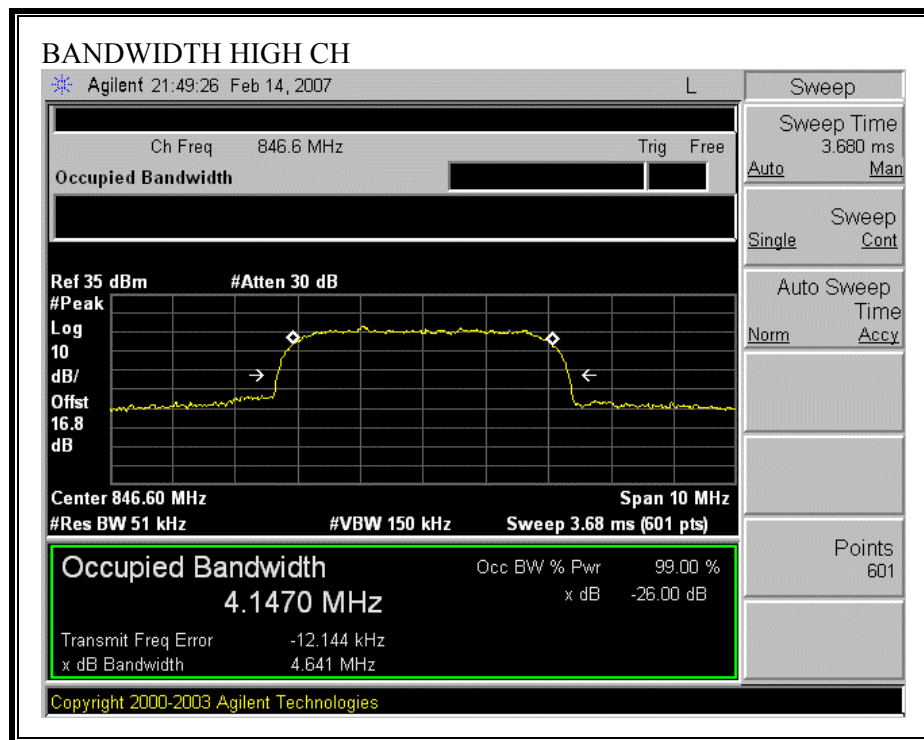 BANDWIDTH HIGH CH
Agilent 21:49:26 Feb 14, 2007 L
Sweep
Ch Freq 846.6 MHz Trig Free
Occupied Bandwidth
Sweep Time
3.680 ms
Auto Man
Sweep
Single Cont
Auto Sweep
Time
Norm Accy
Points
601
Ref 35 dBm #Atten 30 dB
#Peak
Log
10
dB/
Offst
16.8
dB
Center 846.60 MHz Span 10 MHz
#Res BW 51 kHz #VBW 150 kHz Sweep 3.68 ms (601 pts)
Occupied Bandwidth Occ BW % Pwr 99.00 %
4.1470 MHz x dB -26.00 dB
Transmit Freq Error -12.144 kHz
x dB Bandwidth 4.641 MHz
Copyright 2000-2003 Agilent Technologies